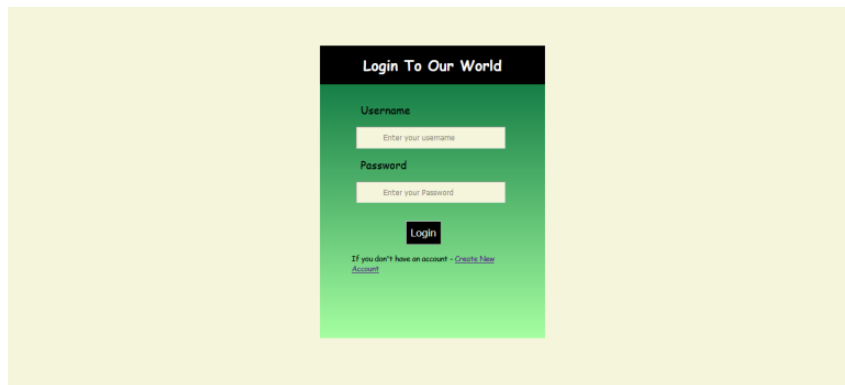 Login To Our World
Username
Enter your username
Password
Enter your Password
Login
If you don't have an account - Create New
Account